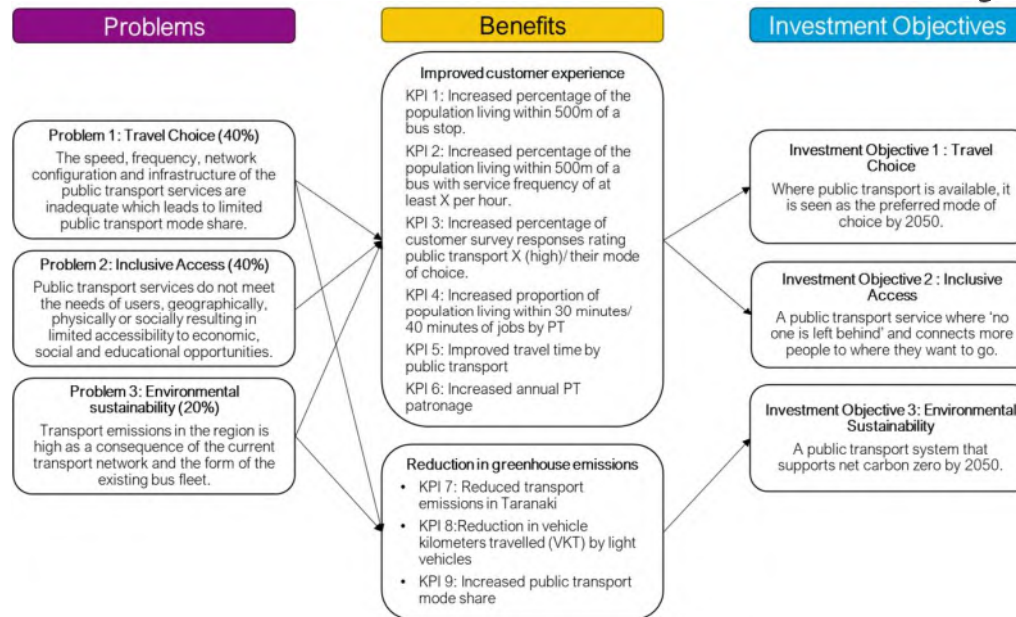 Problems
Problem 1: Travel Choice (40%)
The speed, frequency, network
configuration and infrastructure of the
public transport services are
inadequate which leads to limited
public transport mode share.
Problem 2: Inclusive Access (40%)
Public transport services do not meet
the needs of users, geographically,
physically or socially resulting in
limited accessibility to economic,
social and educational opportunities.
Problem 3: Environmental
sustainability (20%)
Transport emissions in the region is
high as a consequence of the current
transport network and the form of the
existing bus fleet.
Benefits
Improved customer experience
KPI 1: Increased percentage of the
population living within 500m of a
bus stop.
KPI 2: Increased percentage of the
population living within 500m of a
bus with service frequency of at
least X per hour.
KPI 3: Increased percentage of
customer survey responses rating
public transport X (high)/ their mode
of choice.
KPI 4: Increased proportion of
population living within 30 minutes/
40 minutes of jobs by PT
KPI 5: Improved travel time by
public transport
KPI 6: Increased annual PT
patronage
Reduction in greenhouse emissions
• KPI 7: Reduced transport
emissions in Taranaki
• KPI 8:Reduction in vehicle
kilometers travelled (VKT) by light
vehicles
• KPI 9: Increased public transport
mode share
Investment Objectives
Investment Objective 1 : Travel
Choice
Where public transport is available, it
is seen as the preferred mode of
choice by 2050.
Investment Objective 2 : Inclusive
Access
A public transport service where ‘no
one is left behind’ and connects more
people to where they want to go.
Investment Objective 3: Environmental
Sustainability
A public transport system that
supports net carbon zero by 2050.